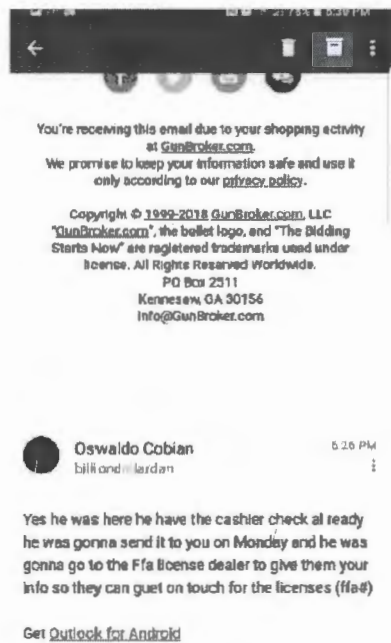 5:39 PM
You're receiving this email due to your shopping activity
at GunBroker.com.
We promise to keep your information safe and use it
only according to our privacy policy.
Copyright © 1999-2018 GunBroker.com, LLC
"GunBroker.com", the bullet logo, and "The Bidding
Starts Now" are registered trademarks used under
license. All Rights Reserved Worldwide.
PO Box 2511
Kennesaw, GA 30156
Info@GunBroker.com
Oswaldo Cobian
6:26 PM
Yes he was here he have the cashier check al ready
he was gonna send it to you on Monday and he was
gonna go to the Ffa license dealer to give them your
info so they can guet on touch for the licenses (ffa#)
Get Outlook for Android